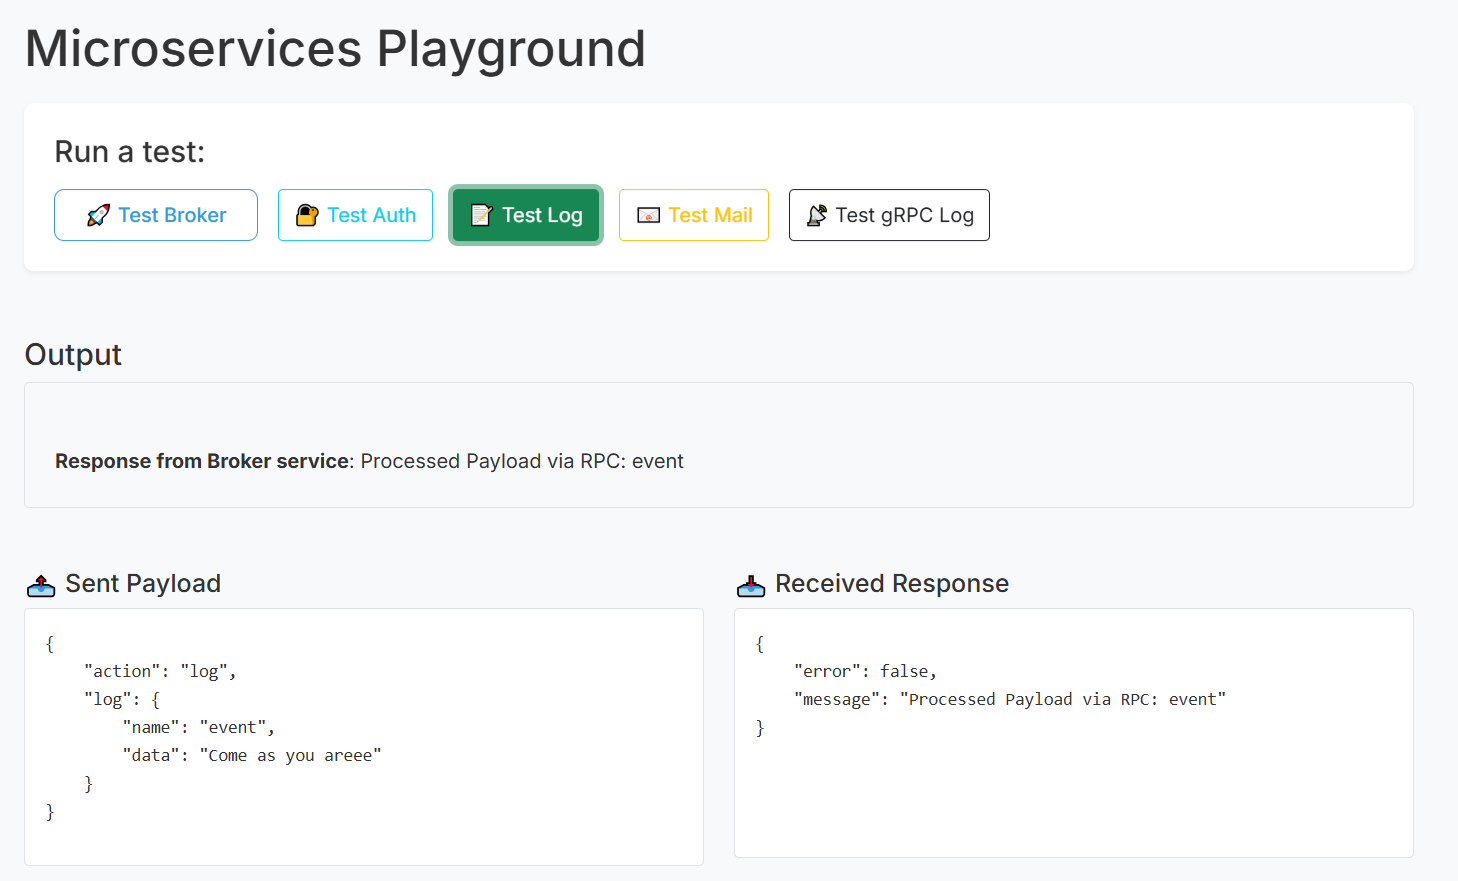 Microservices Playground
Run a test:
🚀 Test Broker
🔐 Test Auth
📝 Test Log
📧 Test Mail
📡 Test gRPC Log
Output
Response from Broker service: Processed Payload via RPC: event
📤 Sent Payload
{
    "action": "log",
    "log": {
        "name": "event",
        "data": "Come as you areee"
    }
}
📥 Received Response
{
    "error": false,
    "message": "Processed Payload via RPC: event"
}